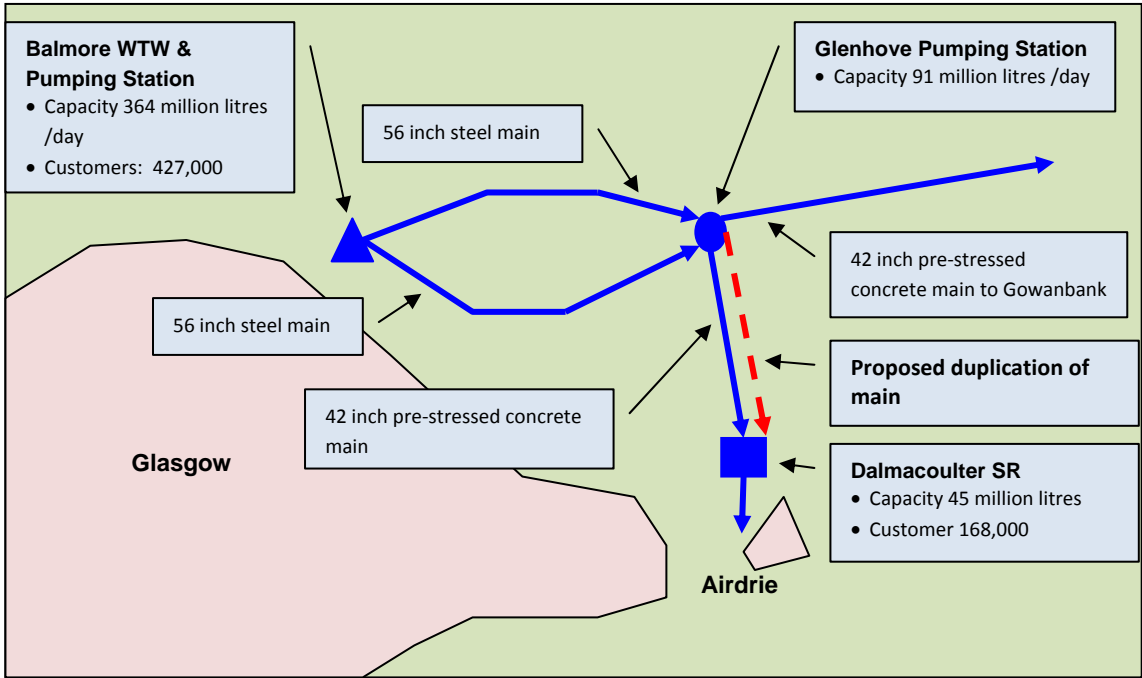 Balmore WTW &
Pumping Station
• Capacity 364 million litres
/day
• Customers: 427,000
Glenhove Pumping Station
• Capacity 91 million litres /day
56 inch steel main
42 inch pre-stressed
concrete main to Gowanbank
56 inch steel main
Proposed duplication of
main
42 inch pre-stressed concrete
main
Glasgow
Dalmacoulter SR
• Capacity 45 million litres
• Customer 168,000
Airdrie